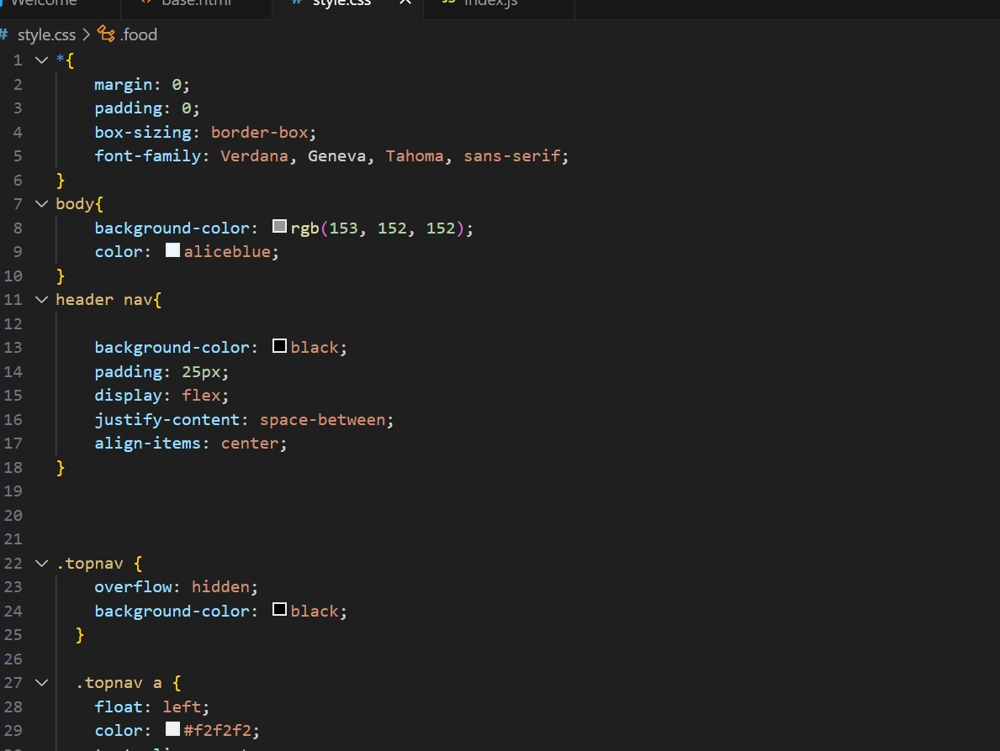 Welcome base.html # style.css × JS index.js
# style.css > .food
1 *{
2 margin: 0;
3 padding: 0;
4 box-sizing: border-box;
5 font-family: Verdana, Geneva, Tahoma, sans-serif;
6 }
7 body{
8 background-color: rgb(153, 152, 152);
9 color: aliceblue;
10 }
11 header nav{
12
13 background-color: black;
14 padding: 25px;
15 display: flex;
16 justify-content: space-between;
17 align-items: center;
18 }
19
20
21
22 .topnav {
23 overflow: hidden;
24 background-color: black;
25 }
26
27 .topnav a {
28 float: left;
29 color: #f2f2f2;